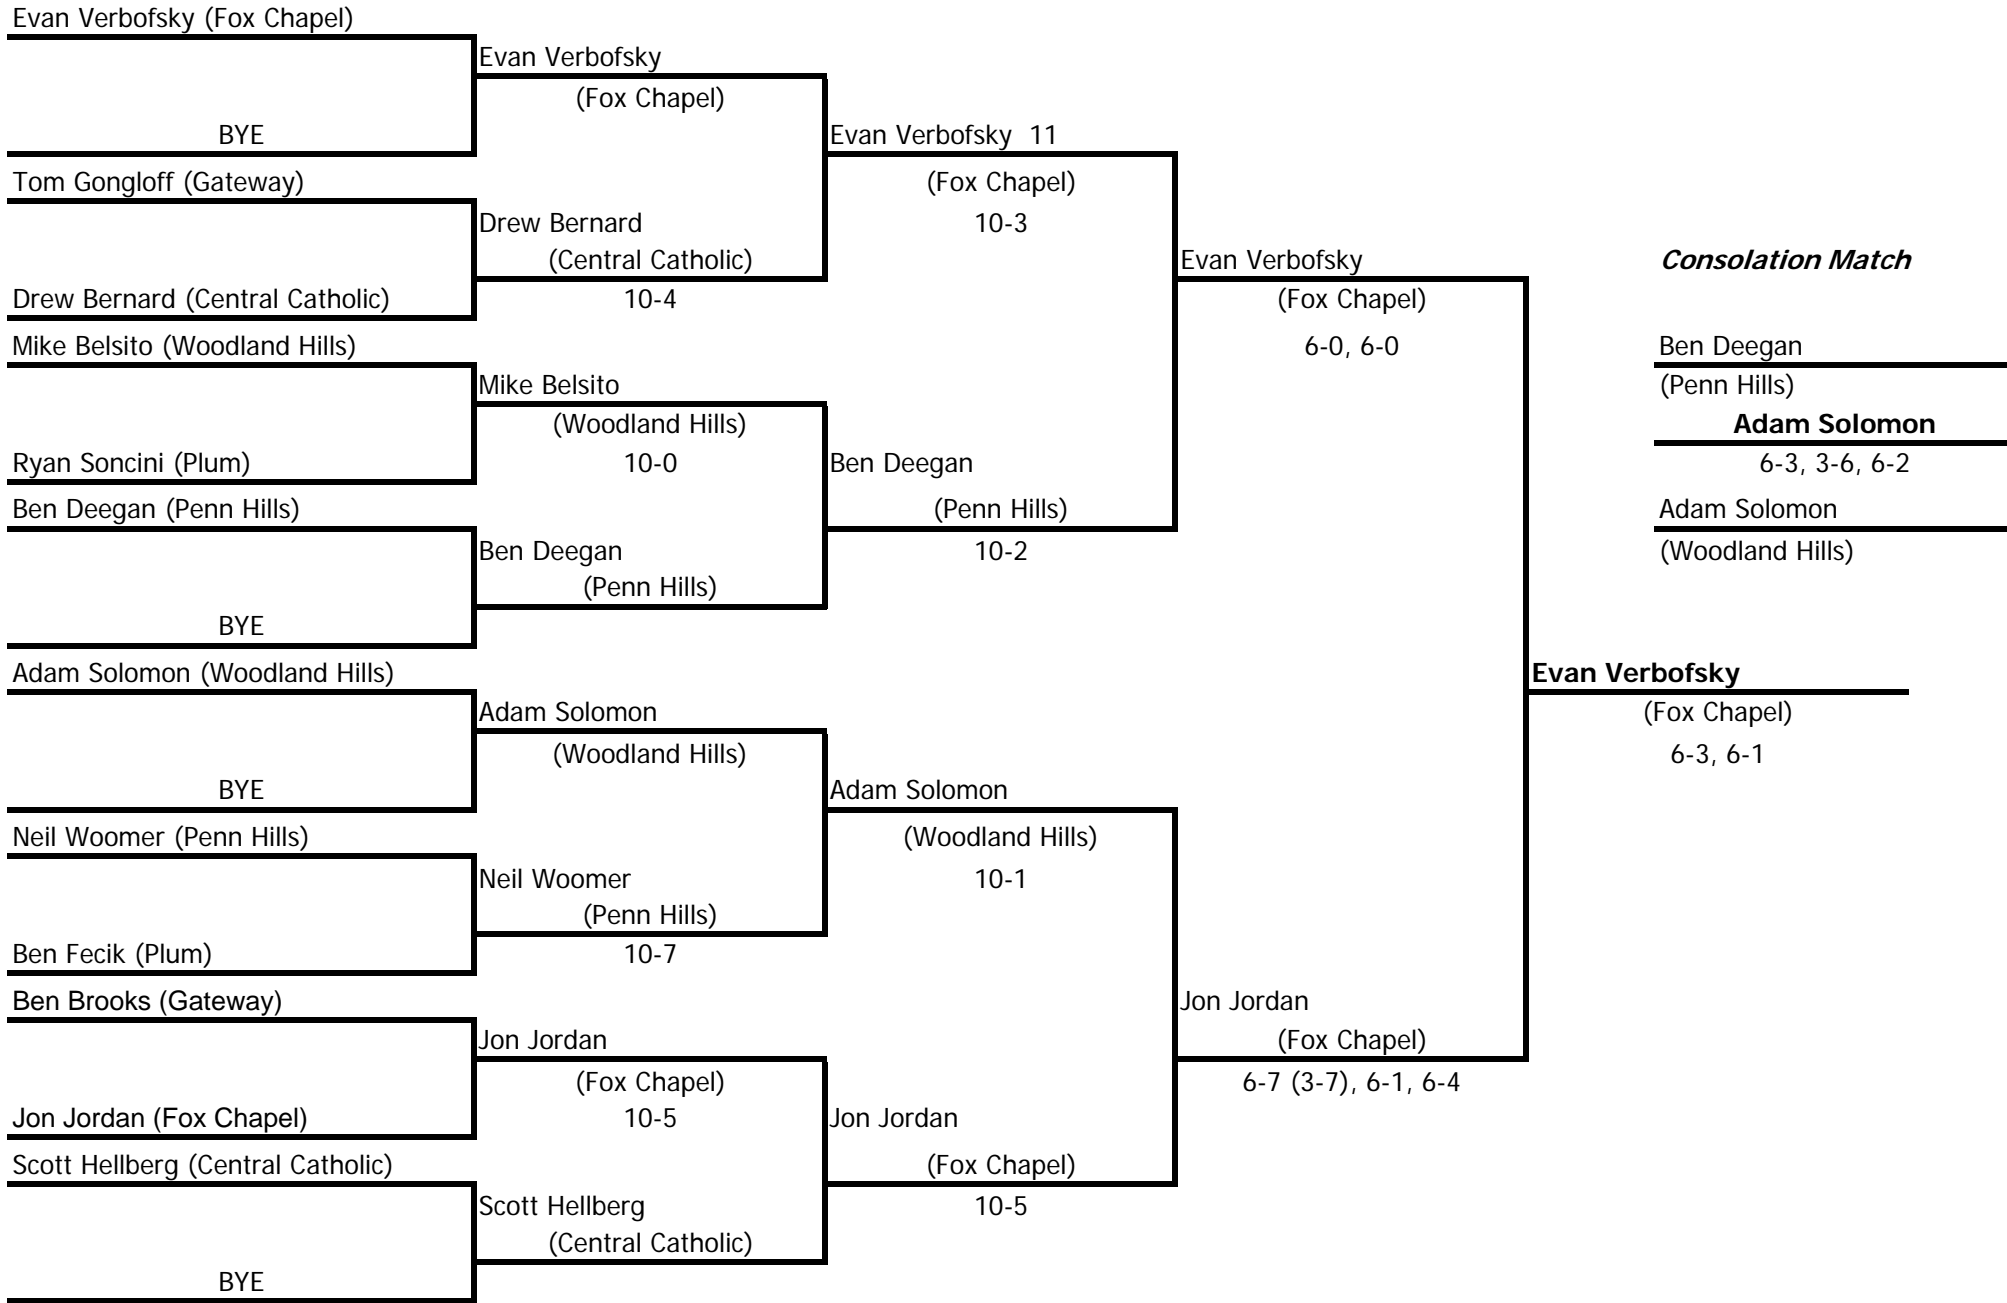 Evan Verbofsky (Fox Chapel)
Evan Verbofsky
(Fox Chapel)
BYE
Evan Verbofsky  11
Tom Gongloff (Gateway)
(Fox Chapel)
Drew Bernard
10-3
(Central Catholic)
Evan Verbofsky
Consolation Match
Drew Bernard (Central Catholic)
10-4
(Fox Chapel)
Mike Belsito (Woodland Hills)
6-0, 6-0
Ben Deegan
Mike Belsito
(Penn Hills)
(Woodland Hills)
Adam Solomon
Ryan Soncini (Plum)
10-0
Ben Deegan
6-3, 3-6, 6-2
Ben Deegan (Penn Hills)
(Penn Hills)
Adam Solomon
Ben Deegan
10-2
(Woodland Hills)
(Penn Hills)
BYE
Adam Solomon (Woodland Hills)
Evan Verbofsky
Adam Solomon
(Fox Chapel)
(Woodland Hills)
6-3, 6-1
BYE
Adam Solomon
Neil Woomer (Penn Hills)
(Woodland Hills)
Neil Woomer
10-1
(Penn Hills)
Ben Fecik (Plum)
10-7
Ben Brooks (Gateway)
Jon Jordan
Jon Jordan
(Fox Chapel)
(Fox Chapel)
6-7 (3-7), 6-1, 6-4
Jon Jordan (Fox Chapel)
10-5
Jon Jordan
Scott Hellberg (Central Catholic)
(Fox Chapel)
Scott Hellberg
10-5
(Central Catholic)
BYE